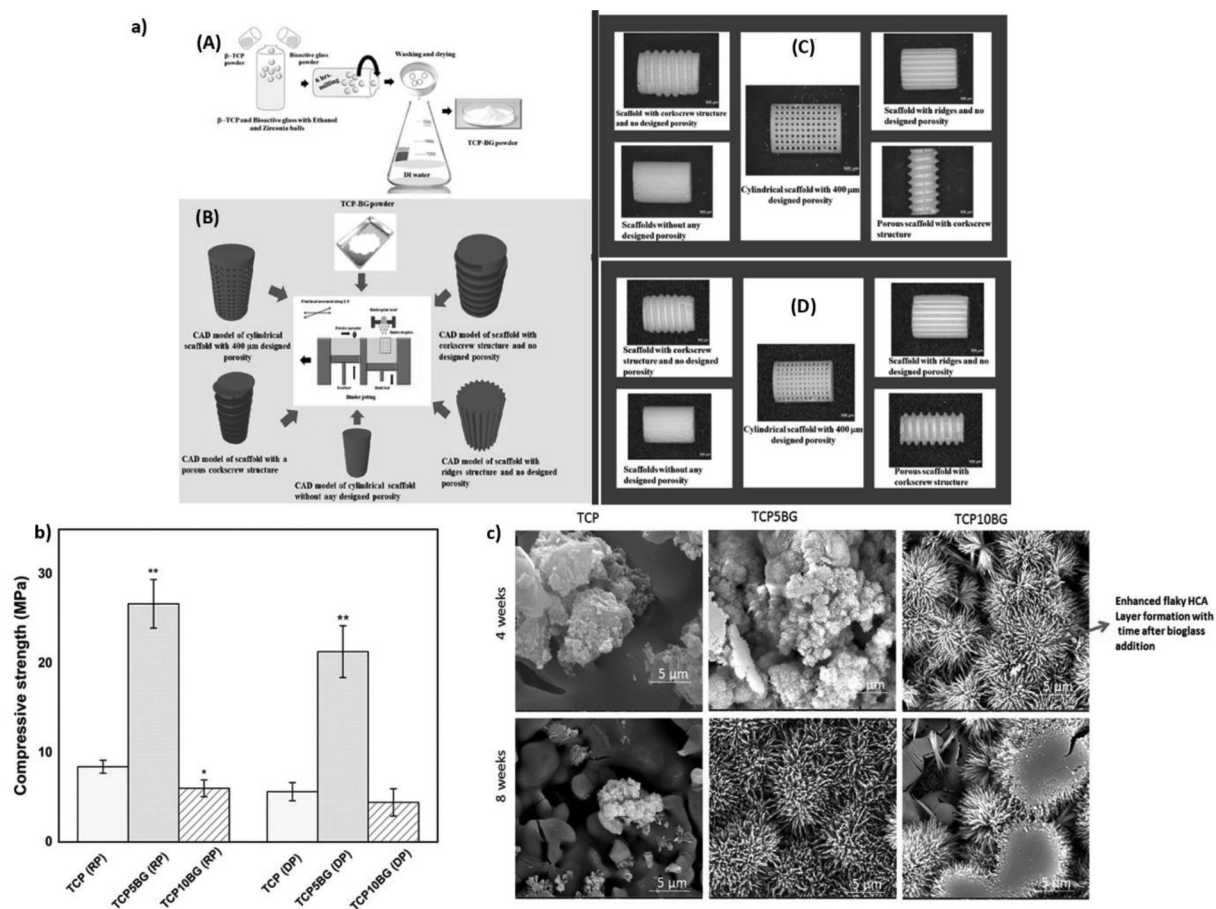 a)
(A)
β-TCP
powder
Bioactive glass
powder
6 hrs.
milling
Washing and drying
β-TCP and Bioactive glass with Ethanol
and Zirconia balls
DI water
TCP-BG powder
(B)
TCP-BG powder
CAD model of cylindrical
scaffold with 400 µm designed
porosity
CAD model of scaffold with
corkscrew structure and no
designed porosity
Binder jetting
CAD model of scaffold with a
porous corkscrew structure
CAD model of cylindrical scaffold
without any designed porosity
CAD model of scaffold with
ridges structure and no designed
porosity
(C)
Scaffold with corkscrew structure
and no designed porosity
Scaffold with ridges and no
designed porosity
Cylindrical scaffold with 400 µm
designed porosity
Scaffolds without any
designed porosity
Porous scaffold with corkscrew
structure
(D)
Scaffold with corkscrew
structure and no designed
porosity
Scaffold with ridges and no
designed porosity
Cylindrical scaffold with 400 µm
designed porosity
Scaffolds without any
designed porosity
Porous scaffold with
corkscrew structure
b)
Compressive strength (MPa)
30
20
10
0
**
*
**
TCP (RP)
TCP5BG (RP)
TCP10BG (RP)
TCP (DP)
TCP5BG (DP)
TCP10BG (DP)
c)
TCP
TCP5BG
TCP10BG
4 weeks
5 µm
5 µm
5 µm
Enhanced flaky HCA
Layer formation with
time after bioglass
addition
8 weeks
5 µm
5 µm
5 µm